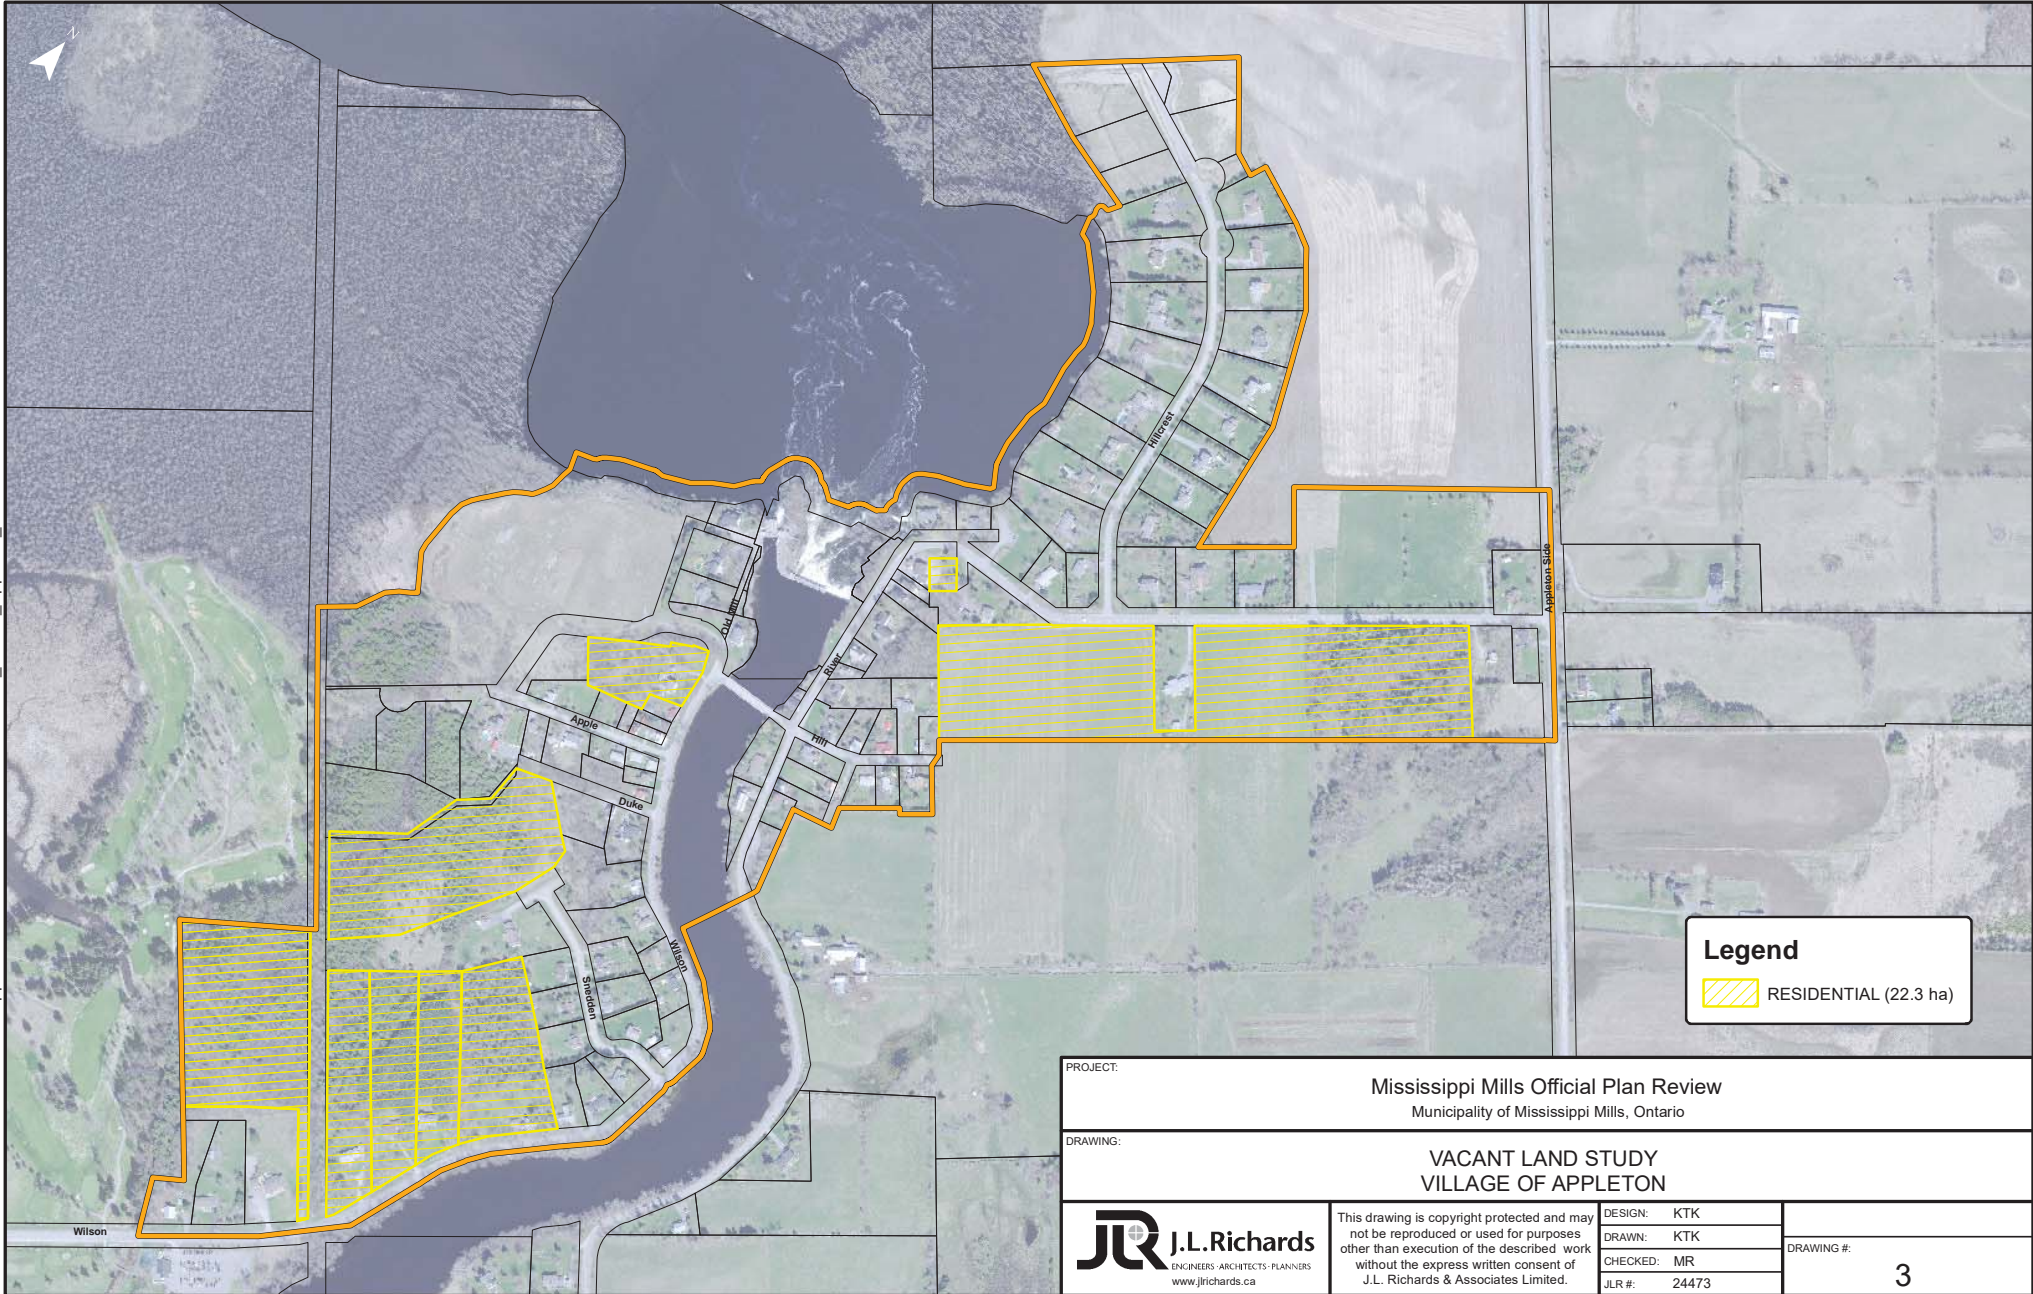 N
Hillcrest
Appleton Side
Old Mill
River
Apple
Hill
Duke
Wilson
Snedden
Wilson
Legend
RESIDENTIAL (22.3 ha)
PROJECT:
Mississippi Mills Official Plan Review
Municipality of Mississippi Mills, Ontario
DRAWING:
VACANT LAND STUDY
VILLAGE OF APPLETON
JLR J.L.Richards
ENGINEERS · ARCHITECTS · PLANNERS
www.jlrichards.ca
This drawing is copyright protected and may
not be reproduced or used for purposes
other than execution of the described work
without the express written consent of
J.L. Richards & Associates Limited.
DESIGN: KTK
DRAWN: KTK
CHECKED: MR
JLR #: 24473
DRAWING #:
3